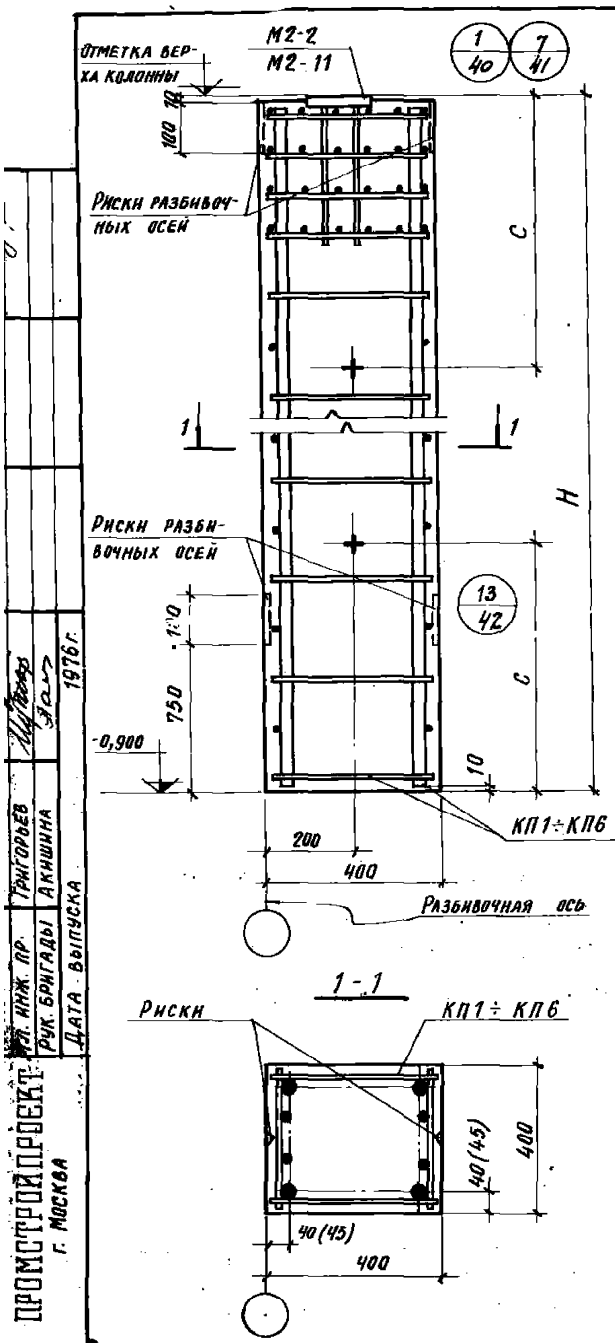 ОТМЕТКА ВЕР-
ХА КОЛОННЫ
М2-2
М2-11
1
40
7
41
10
100
РИСКИ РАЗБИВОЧ-
НЫХ ОСЕЙ
С
Н
1
1
РИСКИ РАЗБИ-
ВОЧНЫХ ОСЕЙ
13
42
750
С
-0,900
10
200
400
КП1÷КП6
РАЗБИВОЧНАЯ ОСЬ
1-1
РИСКИ
КП1÷КП6
400
40(45)
40(45)
400
ГРИГОРЬЕВ
РУК. БРИГАДЫ АКИШИНА
ДАТА ВЫПУСКА 1976г.
ПРОМСТРОЙПРОЕКТ
г. МОСКВА